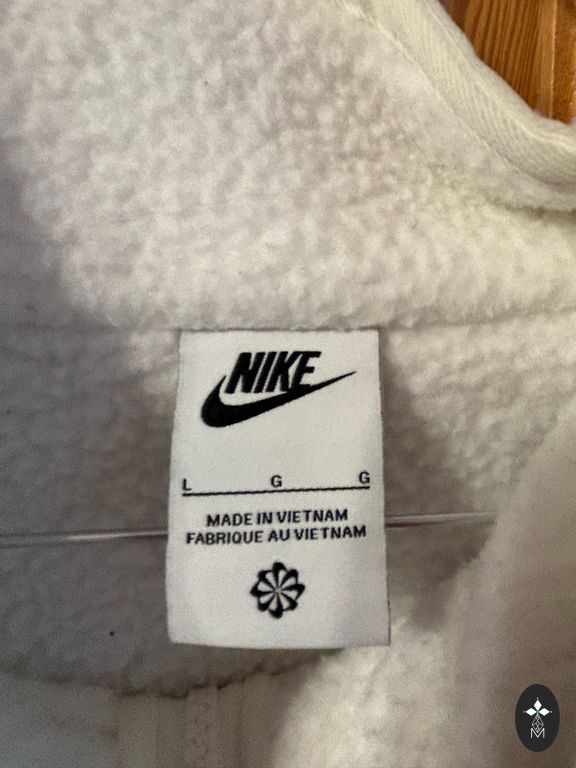 NIKE
L G G
MADE IN VIETNAM
FABRIQUE AU VIETNAM
M